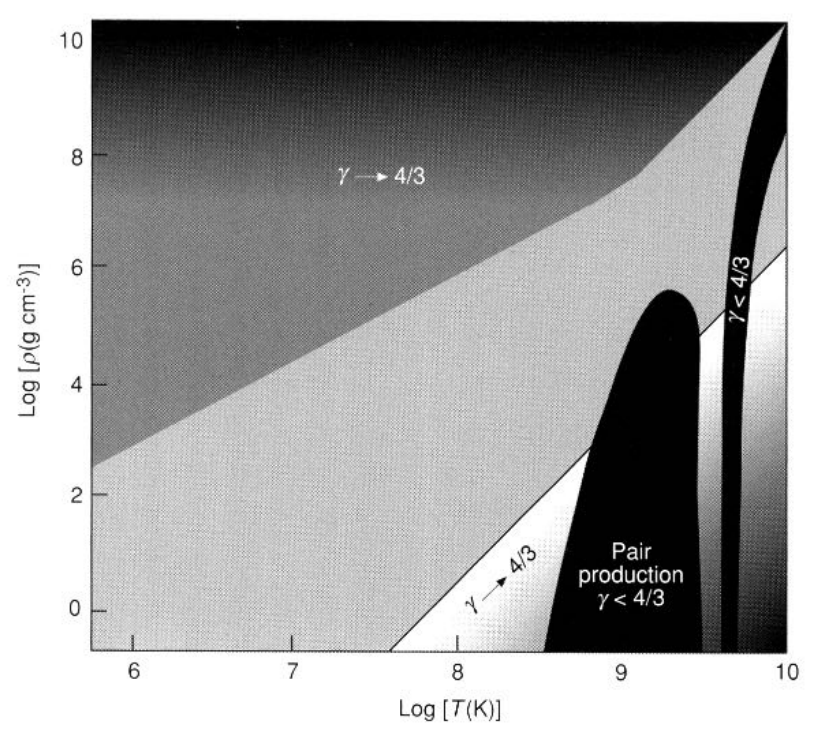 10
8
6
4
2
0
Log [ρ(g cm-3)]
γ → 4/3
γ < 4/3
γ → 4/3
Pair
production
γ < 4/3
6
7
8
9
10
Log [T(K)]